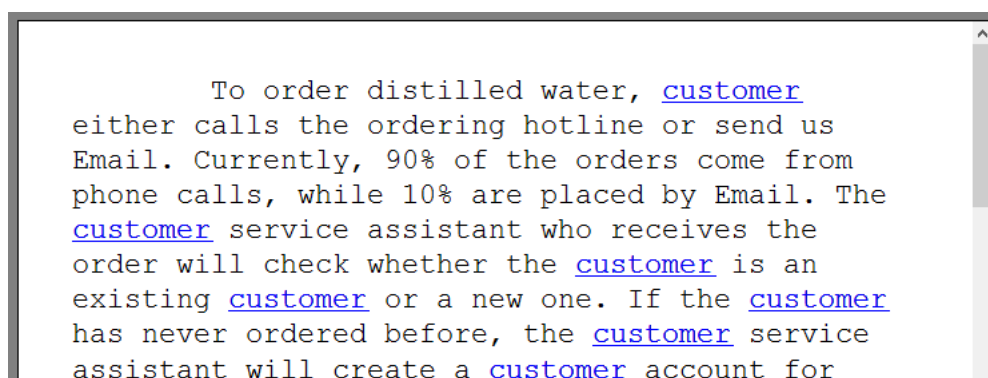 To order distilled water, customer
either calls the ordering hotline or send us
Email. Currently, 90% of the orders come from
phone calls, while 10% are placed by Email. The
customer service assistant who receives the
order will check whether the customer is an
existing customer or a new one. If the customer
has never ordered before, the customer service
assistant will create a customer account for